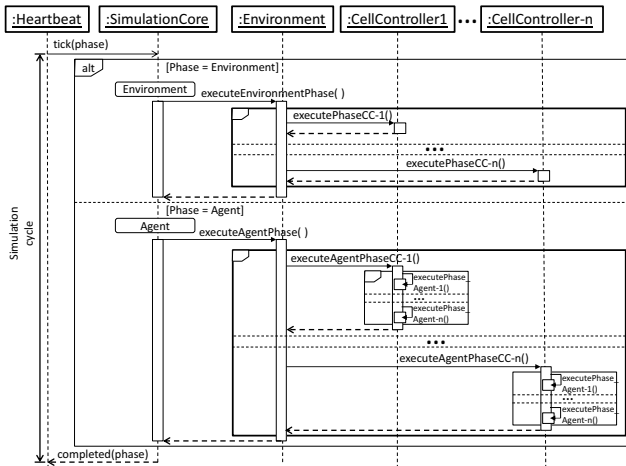 :Heartbeat :SimulationCore :Environment :CellController1 ... :CellController-n
tick(phase)
alt [Phase = Environment]
Environment
executeEnvironmentPhase( )
executePhaseCC-1()
...
executePhaseCC-n()
[Phase = Agent]
Agent
executeAgentPhase( )
executeAgentPhaseCC-1()
executePhase_
Agent-1()
...
executePhase_
Agent-n()
...
executeAgentPhaseCC-n()
executePhase_
Agent-1()
...
executePhase_
Agent-n()
Simulation
cycle
completed(phase)